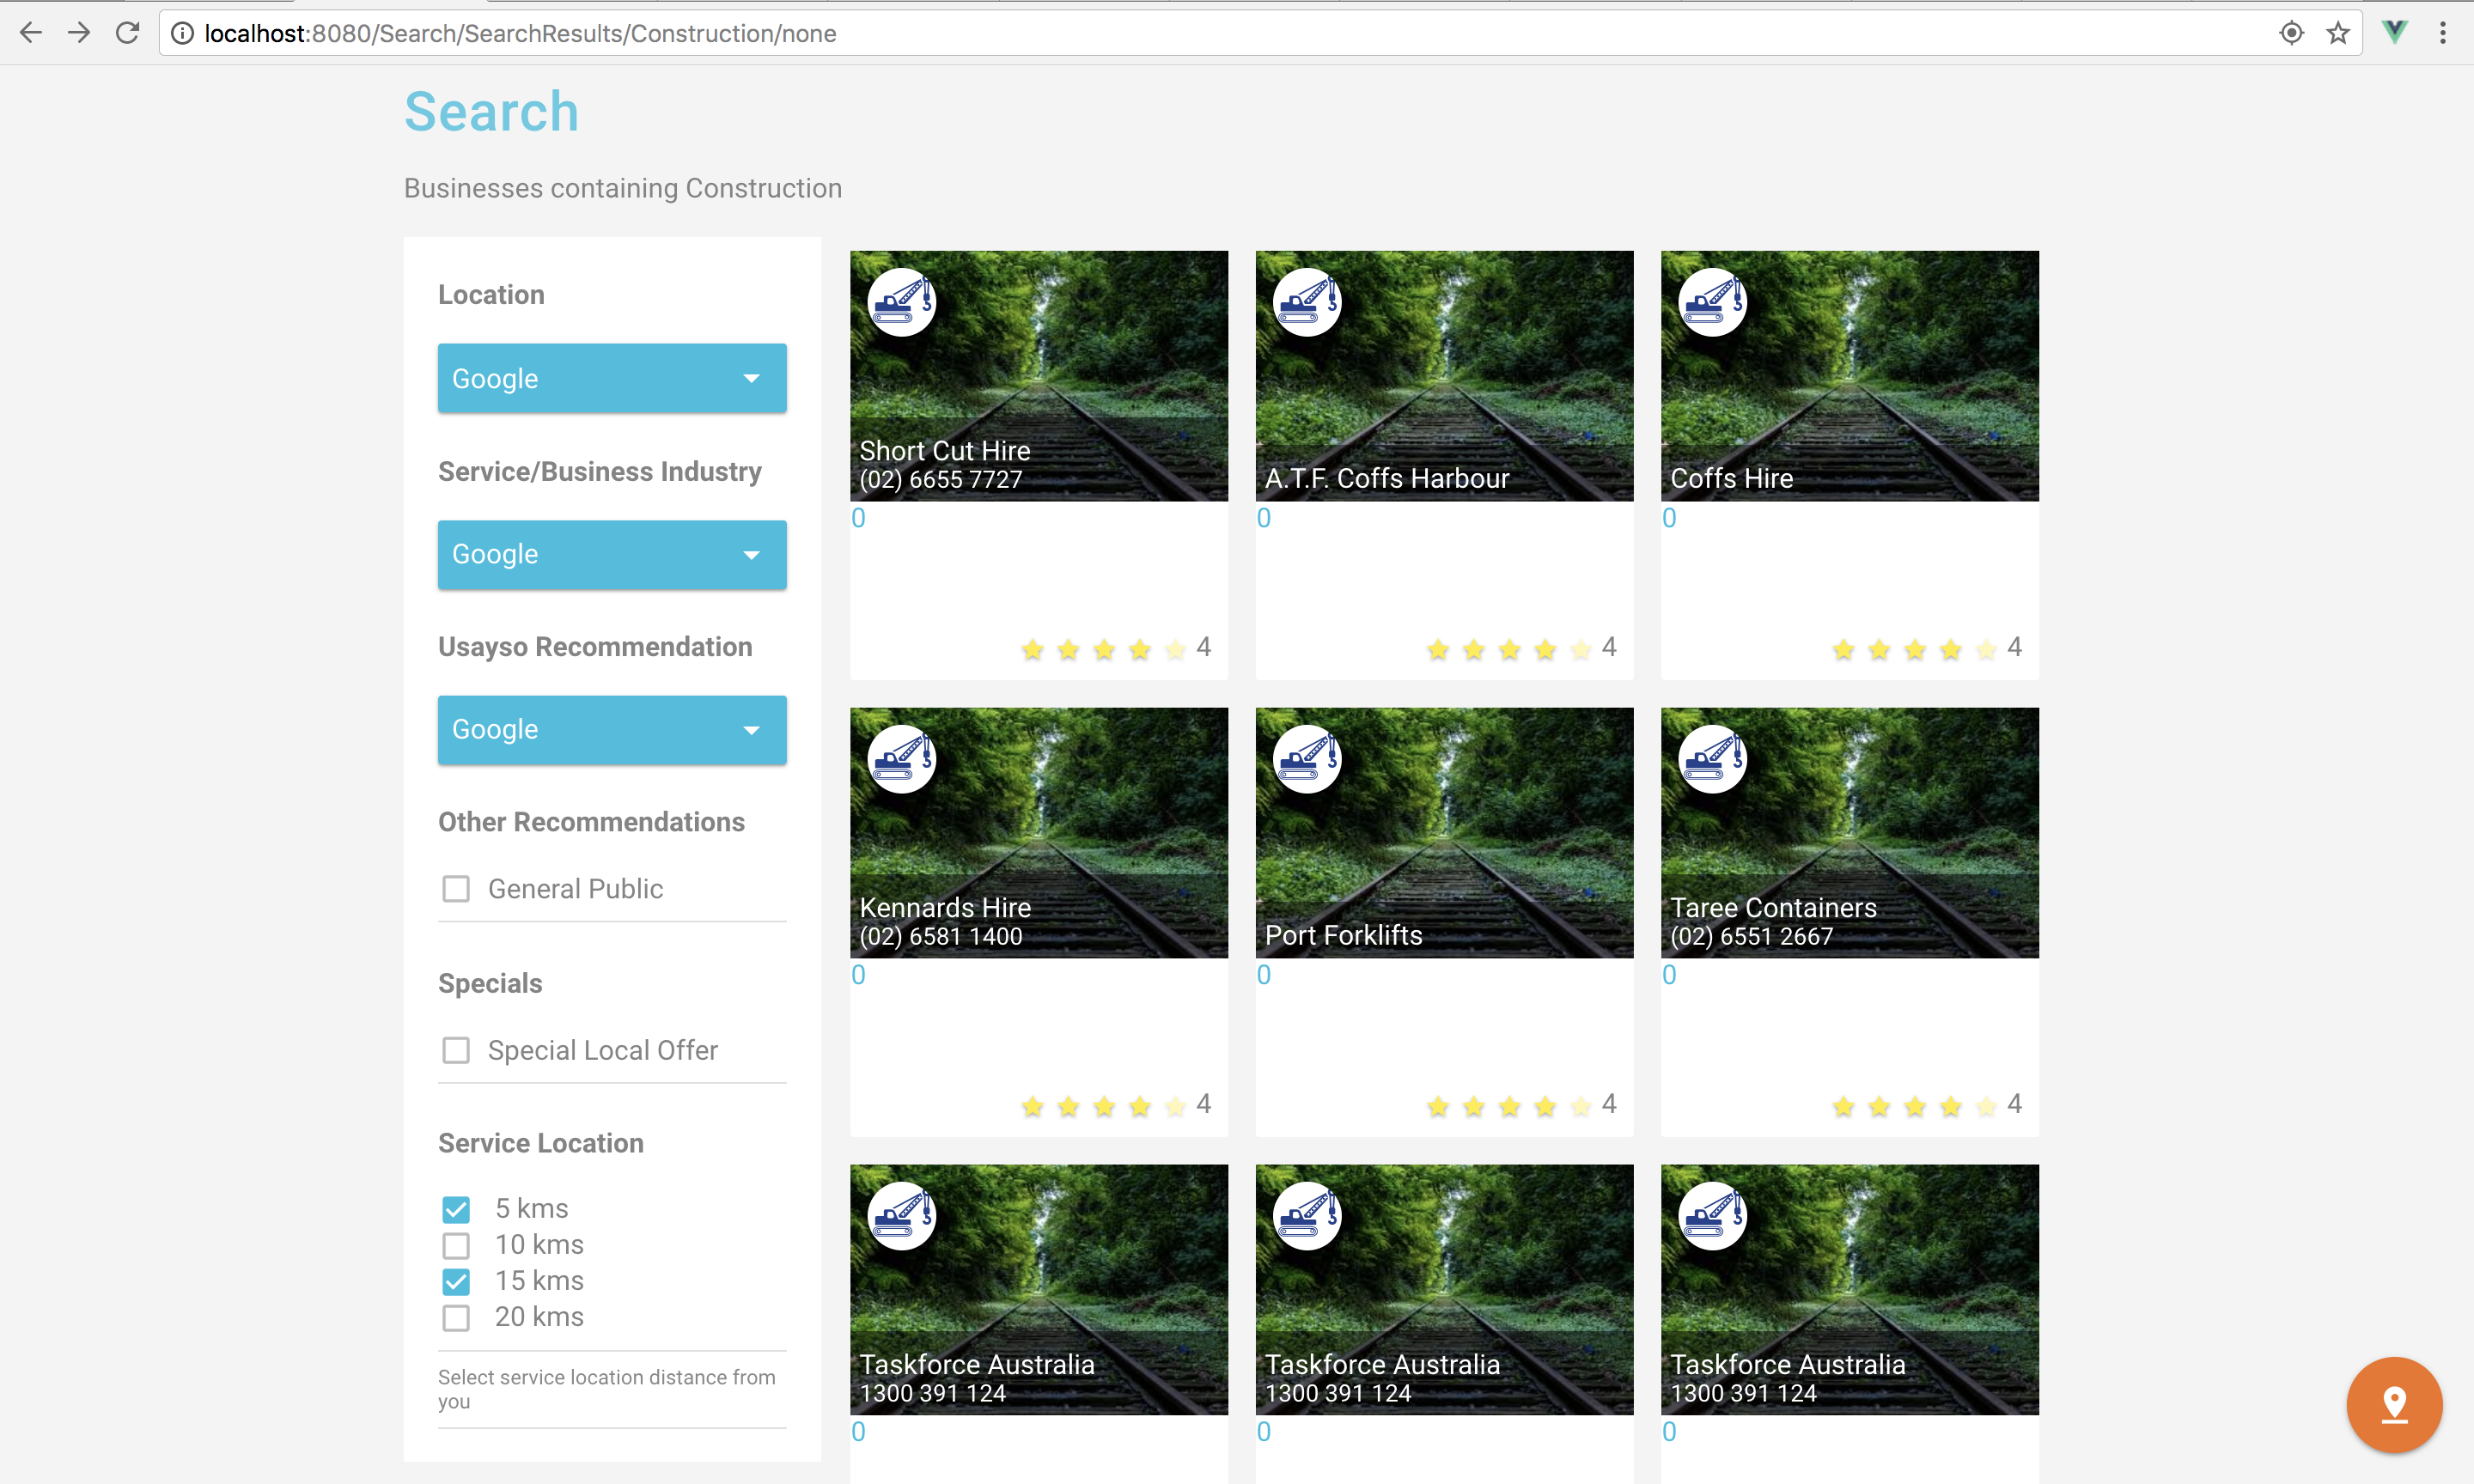 localhost:8080/Search/SearchResults/Construction/none
Search
Businesses containing Construction
Location
Google
Service/Business Industry
Google
Usayso Recommendation
Google
Other Recommendations
General Public
Specials
Special Local Offer
Service Location
5 kms
10 kms
15 kms
20 kms
Select service location distance from
you
Short Cut Hire
(02) 6655 7727
0
4
A.T.F. Coffs Harbour
0
4
Coffs Hire
0
4
Kennards Hire
(02) 6581 1400
0
4
Port Forklifts
0
4
Taree Containers
(02) 6551 2667
0
4
Taskforce Australia
1300 391 124
0
Taskforce Australia
1300 391 124
0
Taskforce Australia
1300 391 124
0